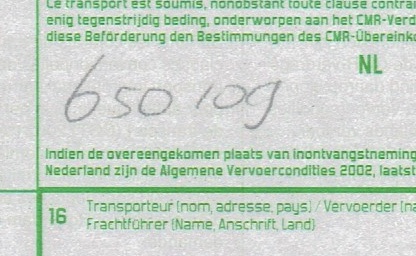 Ce transport est soumis, nonobstant toute clause contra
enig tegenstrijdig beding, onderworpen aan het CMR-Verd
diese Beförderung den Bestimmungen des CMR-Übereinko
NL
650109
Indien de overeengekomen plaats van inontvangstneming
Nederland zijn de Algemene Vervoercondities 2002, laatst
16 Transporteur (nom, adresse, pays) / Vervoerder (na
Frachtführer (Name, Anschrift, Land)